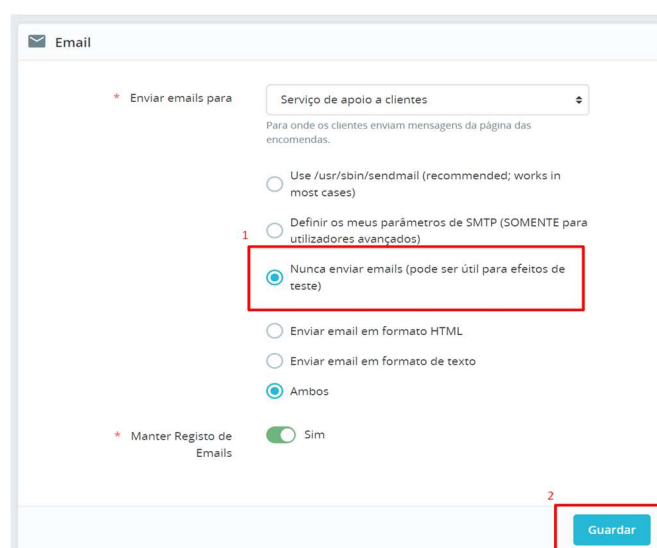 Email
* Enviar emails para
Serviço de apoio a clientes
Para onde os clientes enviam mensagens da página das
encomendas.
Use /usr/sbin/sendmail (recommended; works in
most cases)
1
Definir os meus parâmetros de SMTP (SOMENTE para
utilizadores avançados)
Nunca enviar emails (pode ser útil para efeitos de
teste)
Enviar email em formato HTML
Enviar email em formato de texto
Ambos
* Manter Registo de
Emails
Sim
2
Guardar